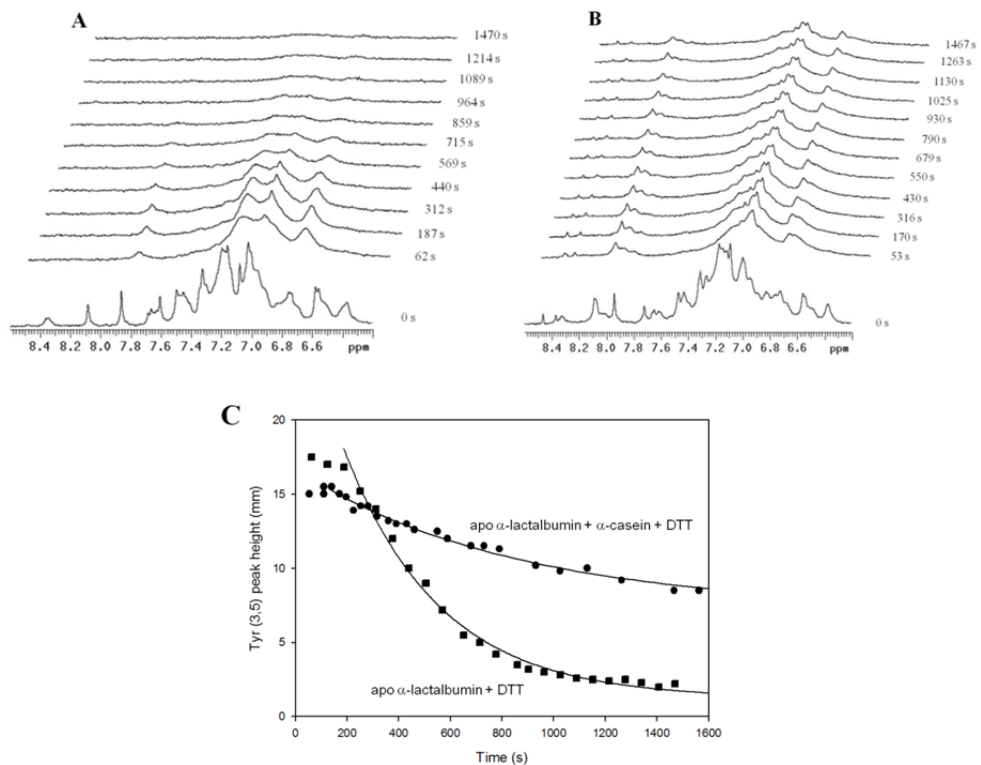 A
1470 s
1214 s
1089 s
964 s
859 s
715 s
569 s
440 s
312 s
187 s
62 s
0 s
8.4 8.2 8.0 7.8 7.6 7.4 7.2 7.0 6.8 6.6 ppm
B
1467 s
1263 s
1130 s
1025 s
930 s
790 s
679 s
550 s
430 s
316 s
170 s
53 s
0 s
8.4 8.2 8.0 7.8 7.6 7.4 7.2 7.0 6.8 6.6 ppm
C
Tyr (3,5) peak height (mm)
20
15
10
5
0
apo α-lactalbumin + α-casein + DTT
apo α-lactalbumin + DTT
0 200 400 600 800 1000 1200 1400 1600
Time (s)